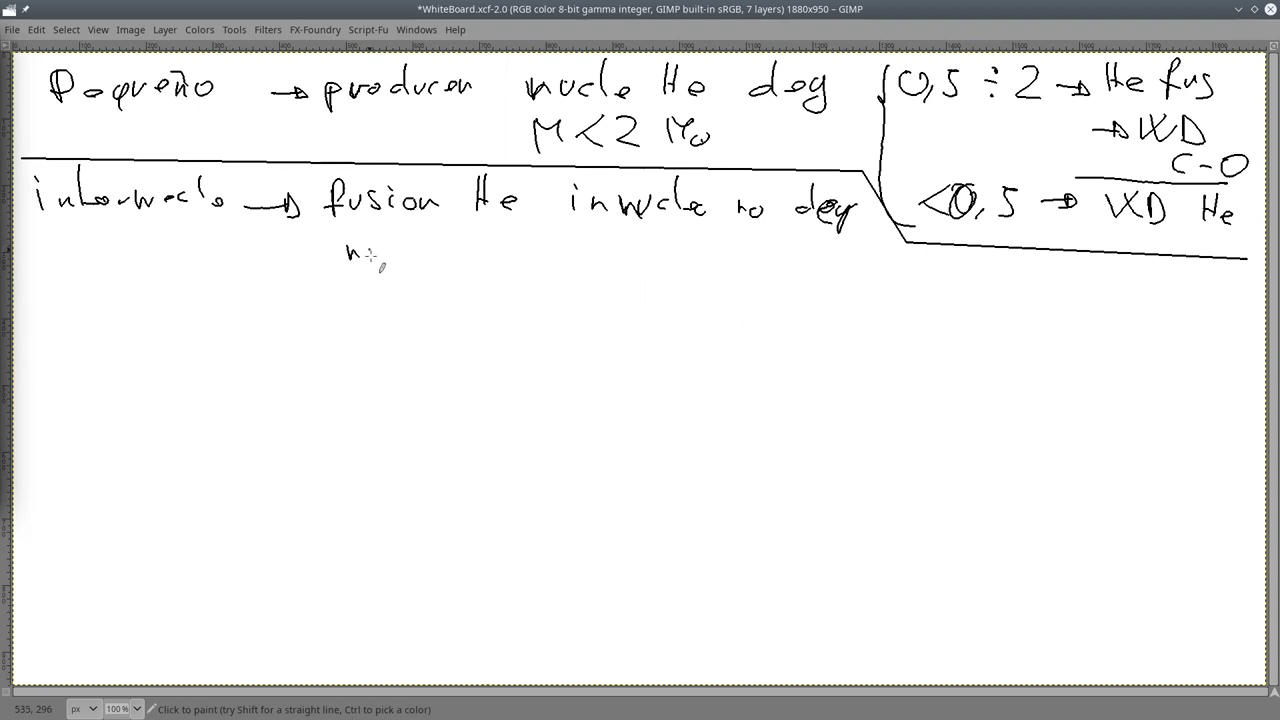 *WhiteBoard.xcf-2.0 (RGB color 8-bit gamma integer, GIMP built-in sRGB, 7 layers) 1880x950 – GIMP
File Edit Select View Image Layer Colors Tools Filters FX-Foundry Script-Fu Windows Help
Pequeño → producen nucle He deg
M < 2 M₀
0,5 ÷ 2 → He fus
→ WD
C-O
<0,5 → WD He
→ fusion He no deg
535, 296 px 100% Click to paint (try Shift for a straight line, Ctrl to pick a color)